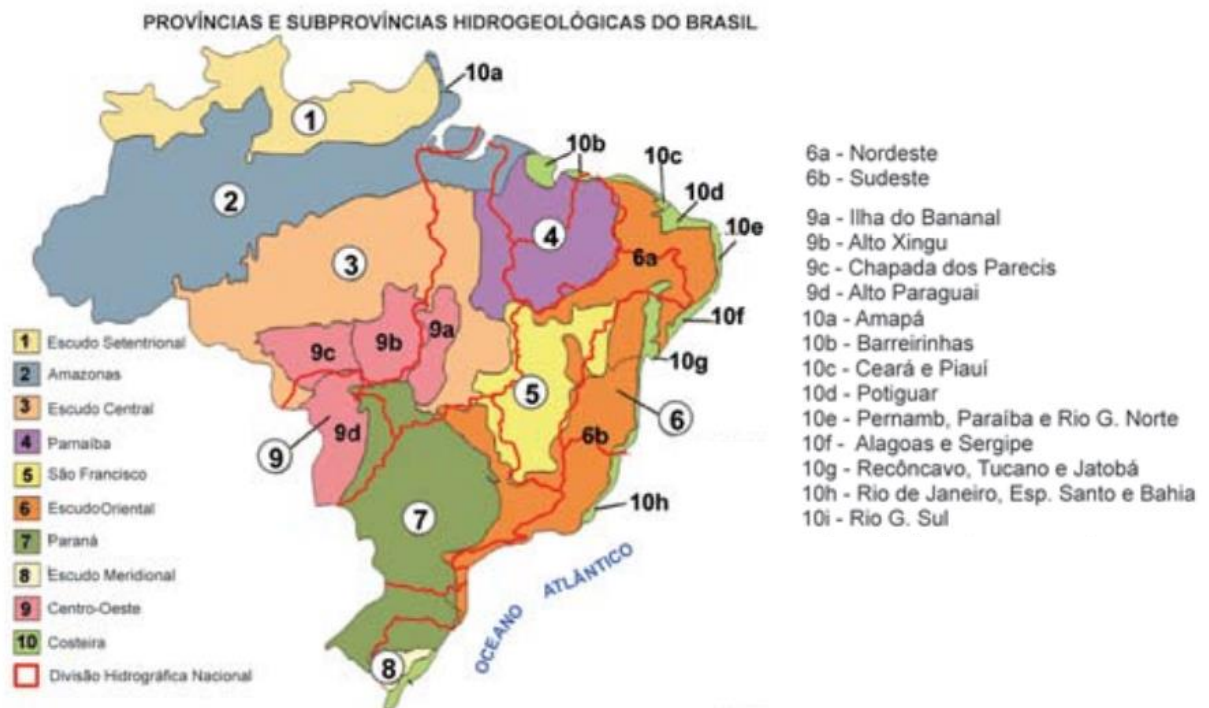 PROVÍNCIAS E SUBPROVÍNCIAS HIDROGEOLÓGICAS DO BRASIL
10a
1
10b
10c
10d
10e
2
4
6a
3
10f
9a
9b
9c
10g
5
6
9d
6b
9
10h
7
8
OCEANO ATLÂNTICO
1 Escudo Setentrional
2 Amazonas
3 Escudo Central
4 Parnaíba
5 São Francisco
6 Escudo Oriental
7 Paraná
8 Escudo Meridional
9 Centro-Oeste
10 Costeira
Divisão Hidrográfica Nacional
6a - Nordeste
6b - Sudeste
9a - Ilha do Bananal
9b - Alto Xingu
9c - Chapada dos Parecis
9d - Alto Paraguai
10a - Amapá
10b - Barreirinhas
10c - Ceará e Piauí
10d - Potiguar
10e - Pernamb, Paraíba e Rio G. Norte
10f - Alagoas e Sergipe
10g - Recôncavo, Tucano e Jatobá
10h - Rio de Janeiro, Esp. Santo e Bahia
10i - Rio G. Sul